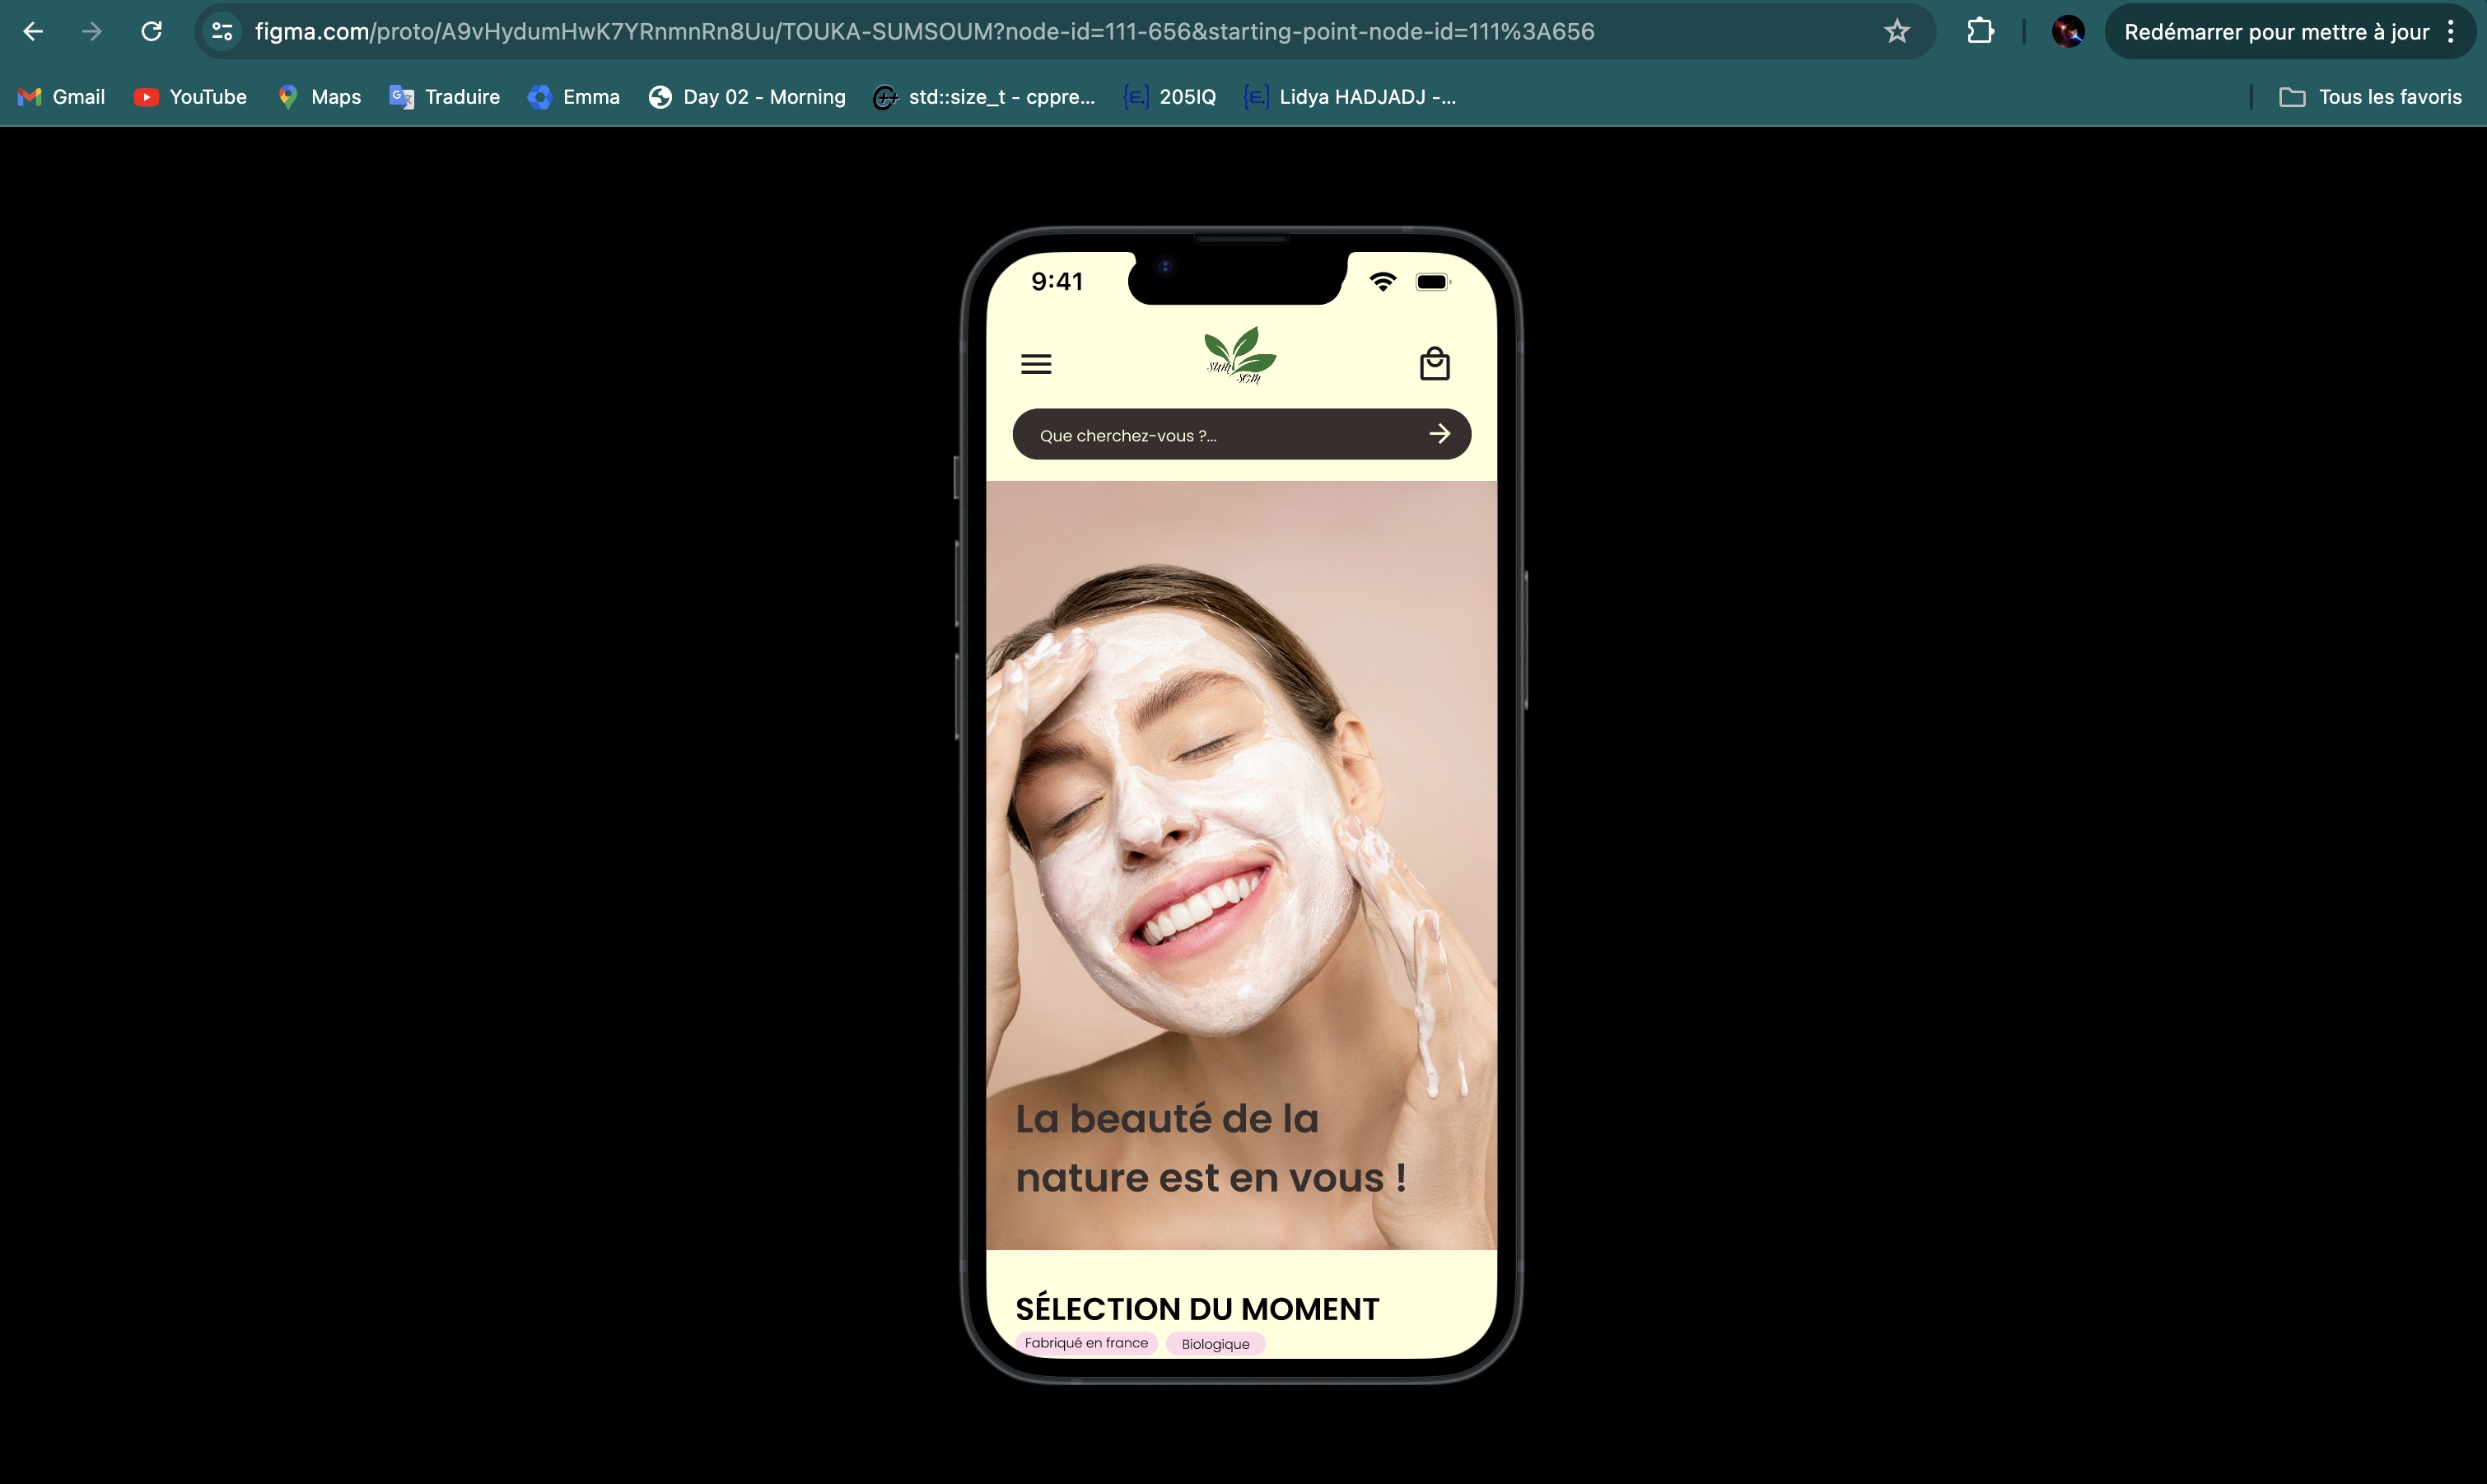 figma.com/proto/A9vHydumHwK7YRnmnRn8Uu/TOUKA-SUMSOUM?node-id=111-656&starting-point-node-id=111%3A656
Redémarrer pour mettre à jour
Gmail YouTube Maps Traduire Emma Day 02 - Morning std::size_t - cppre... 205IQ Lidya HADJADJ -... Tous les favoris
9:41
sum
som
Que cherchez-vous ?...
La beauté de la
nature est en vous !
SÉLECTION DU MOMENT
Fabriqué en france Biologique